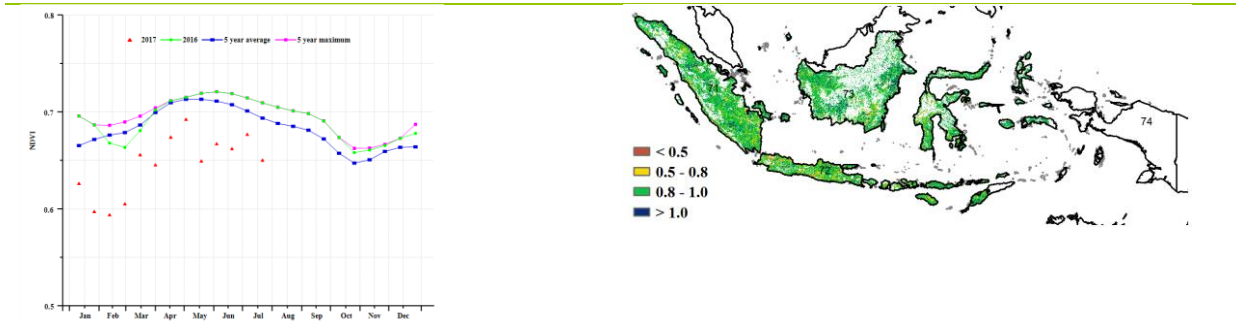 0.8
2017 2016 5 year average 5 year maximum
0.7
NDVI
0.6
0.5
Jan Feb Mar Apr May Jun Jul Aug Sep Oct Nov Dec
71
73
74
< 0.5
0.5 - 0.8
0.8 - 1.0
> 1.0